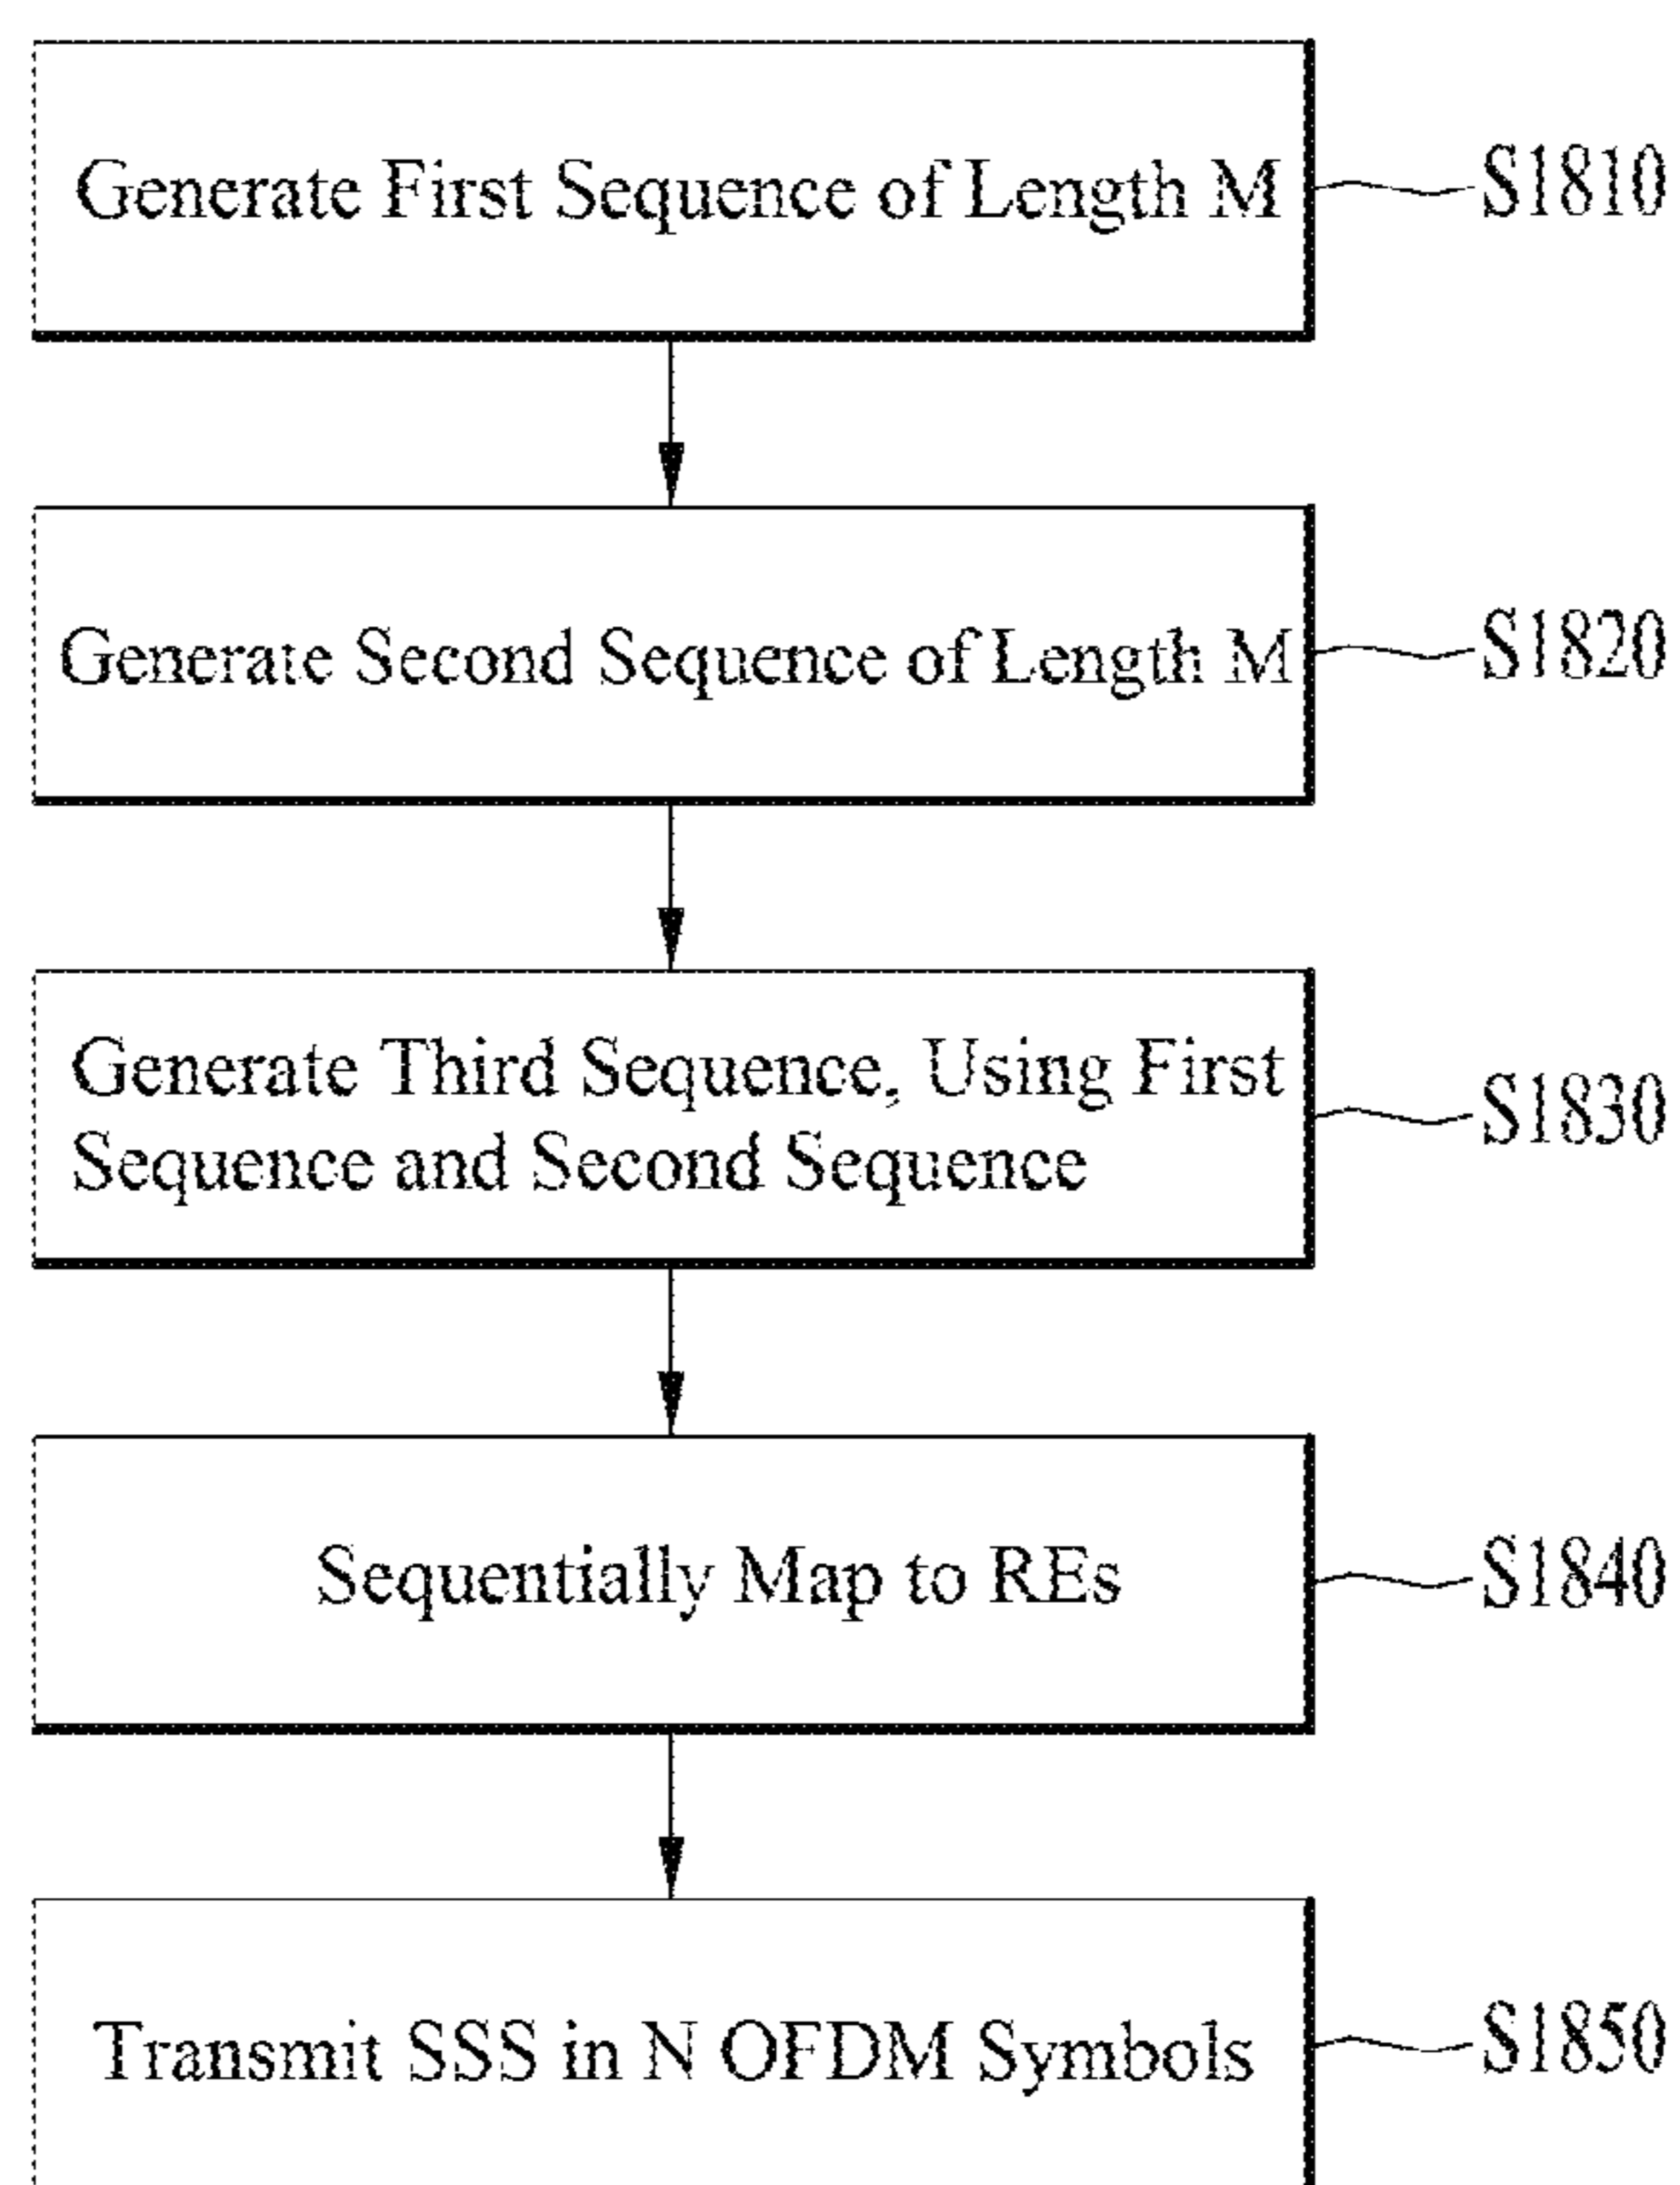 Generate First Sequence of Length M
S1810
Generate Second Sequence of Length M
S1820
Generate Third Sequence, Using First
Sequence and Second Sequence
S1830
Sequentially Map to REs
S1840
Transmit SSS in N OFDM Symbols
S1850